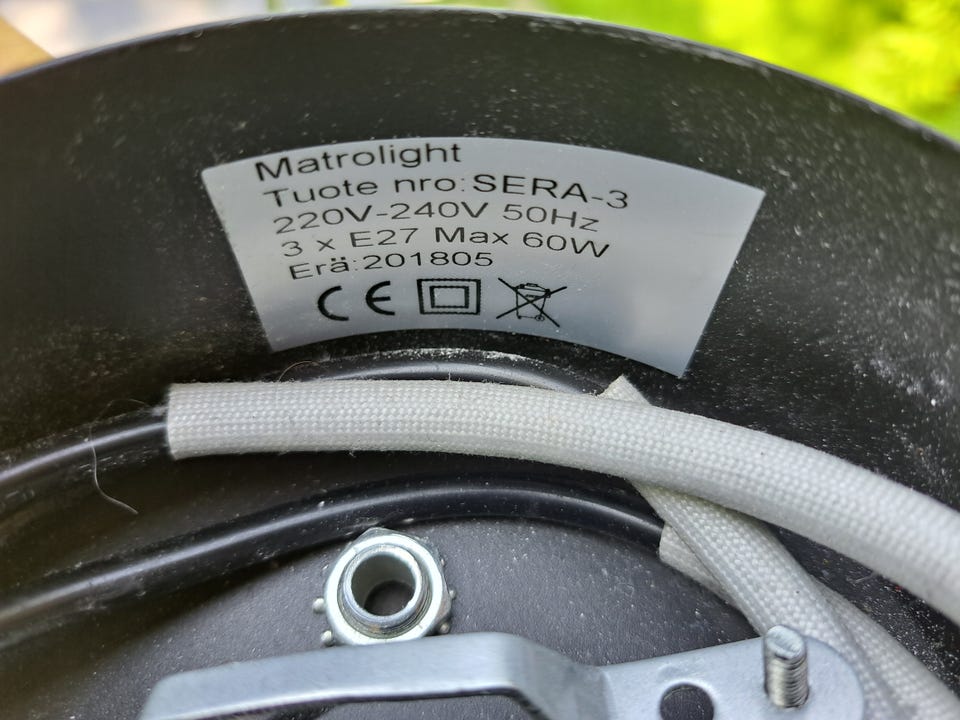 Matrolight
Tuote nro:SERA-3
220V-240V 50Hz
3 x E27 Max 60W
Erä:201805
CE